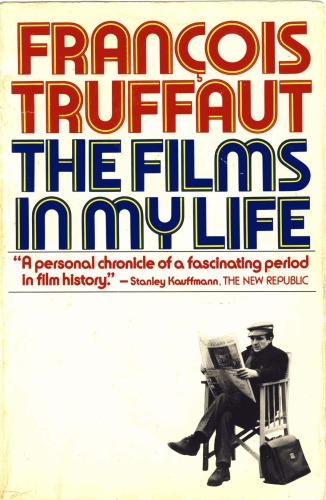 FRANÇOIS
TRUFFAUT
THE FILMS
IN MY LIFE
“A personal chronicle of a fascinating period
in film history.” — Stanley Kauffmann, THE NEW REPUBLIC